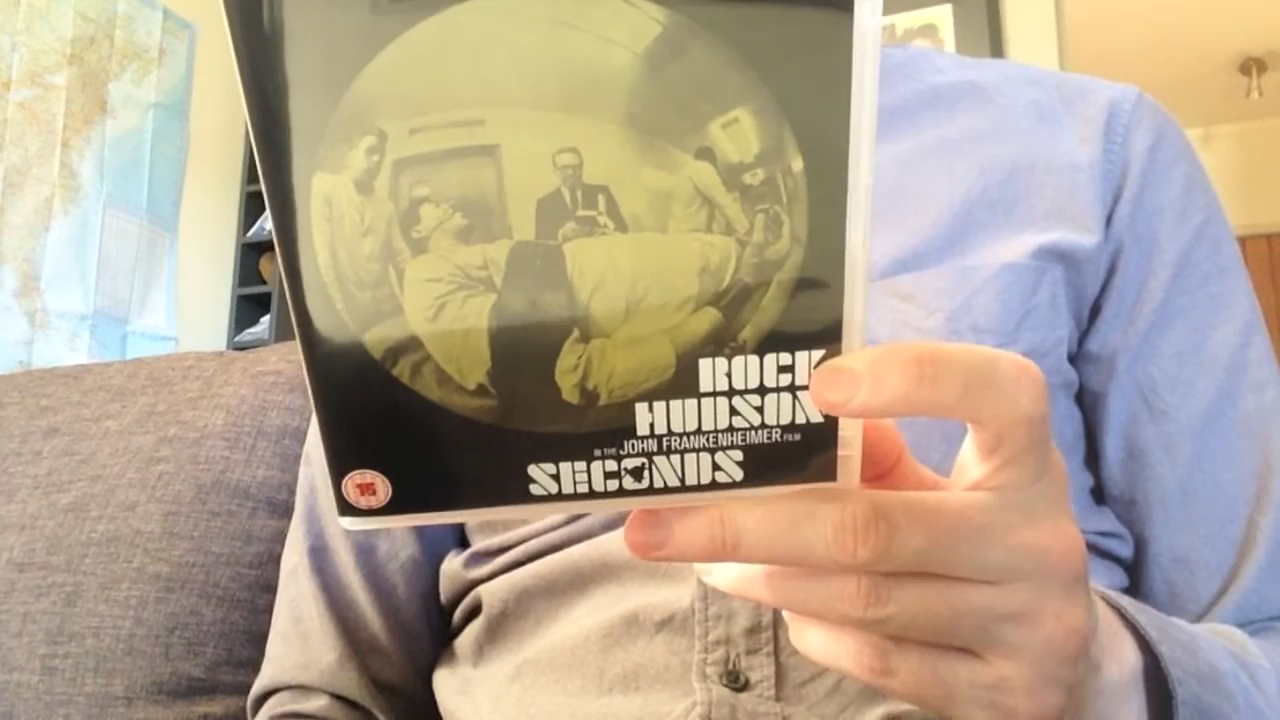 ROCK
HUDSON
IN THE JOHN FRANKENHEIMER FILM
SECONDS
15